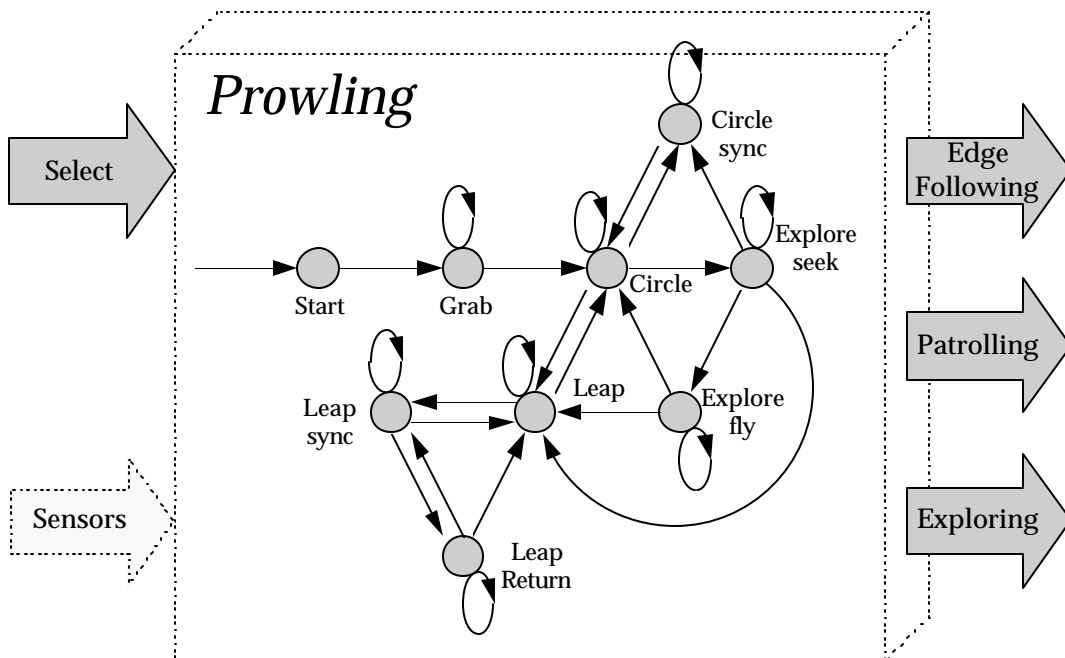 Prowling
Select
Sensors
Circle
sync
Explore
seek
Start
Grab
Circle
Leap
Explore
fly
Leap
sync
Leap
Return
Edge
Following
Patrolling
Exploring